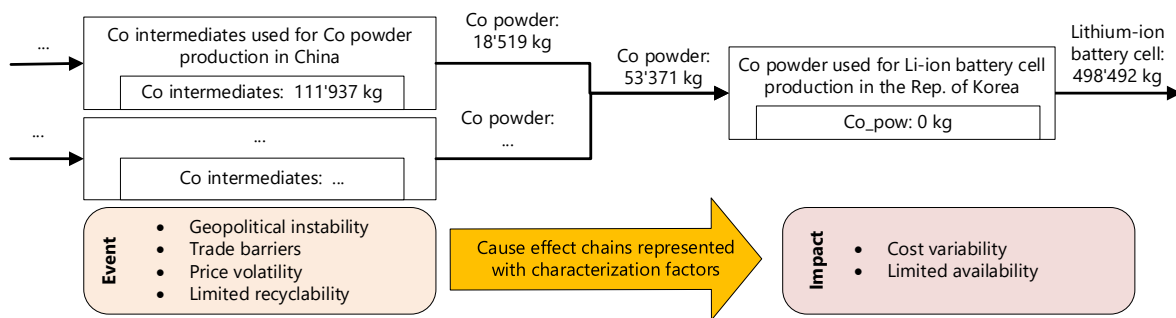 ...
Co intermediates used for Co powder
production in China
Co intermediates: 111'937 kg
Co powder:
18'519 kg
Co powder:
53'371 kg
Co powder used for Li-ion battery cell
production in the Rep. of Korea
Co_pow: 0 kg
Lithium-ion
battery cell:
498'492 kg
...
...
Co intermediates: ...
Co powder:
...
Event
• Geopolitical instability
• Trade barriers
• Price volatility
• Limited recyclability
Cause effect chains represented
with characterization factors
Impact
• Cost variability
• Limited availability